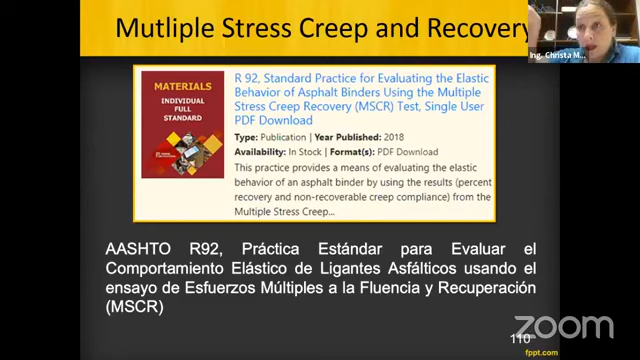 Mutliple Stress Creep and Recovery
Ing. Christa M...
MATERIALS
INDIVIDUAL
FULL
STANDARD
R 92, Standard Practice for Evaluating the Elastic
Behavior of Asphalt Binders Using the Multiple
Stress Creep Recovery (MSCR) Test, Single User
PDF Download
Type: Publication | Year Published: 2018
Availability: In Stock | Format(s): PDF Download
This practice provides a means of evaluating the elastic
behavior of an asphalt binder by using the results (percent
recovery and non-recoverable creep compliance) from the
Multiple Stress Creep...
AASHTO R92, Práctica Estándar para Evaluar el
Comportamiento Elástico de Ligantes Asfálticos usando el
ensayo de Esfuerzos Múltiples a la Fluencia y Recuperación
(MSCR)
zoom
110
fppt.com